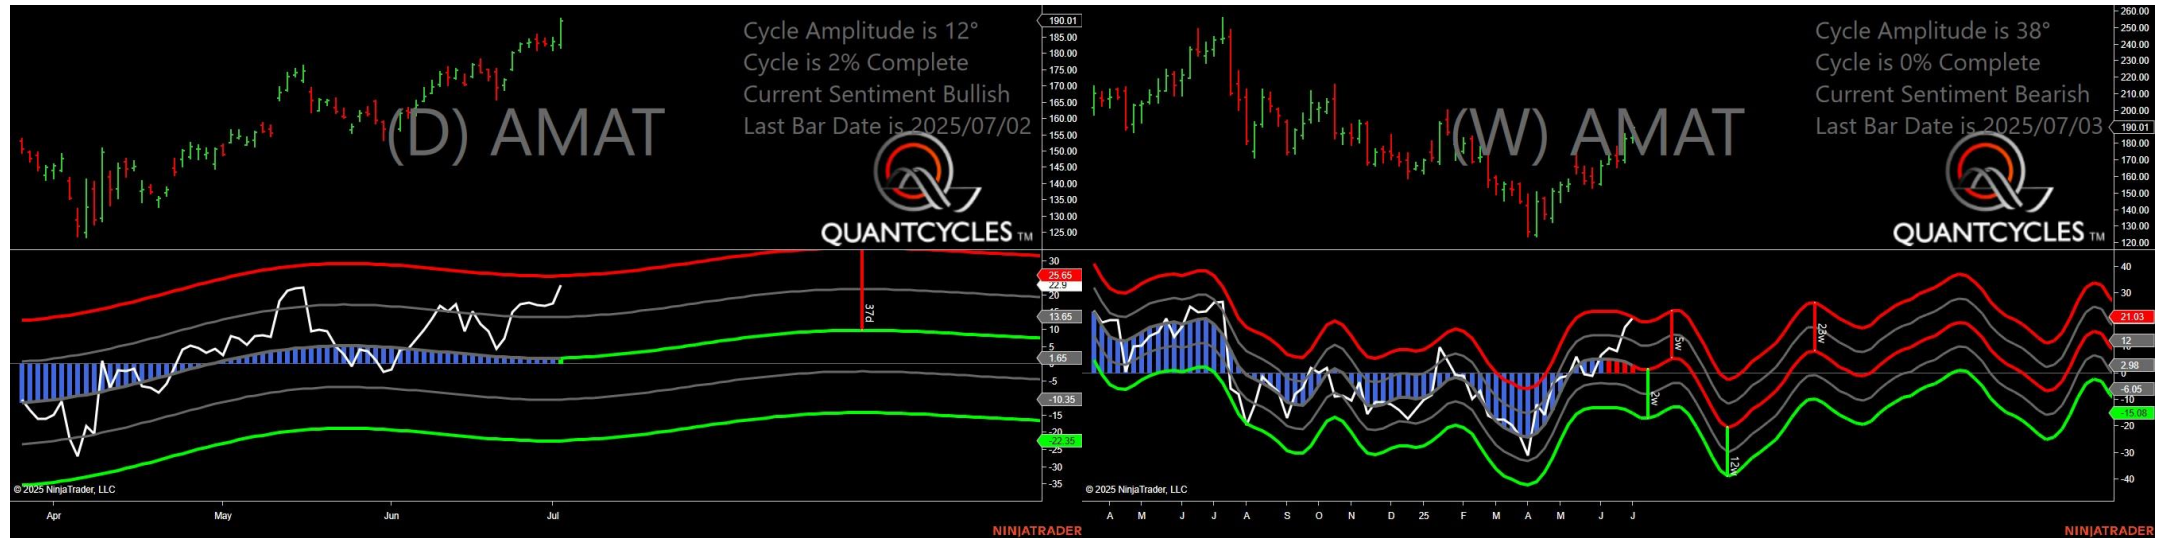 Cycle Amplitude is 12°
Cycle is 2% Complete
Current Sentiment Bullish
Last Bar Date is 2025/07/02
(D) AMAT
QUANTCYCLES TM
190.01
185.00
180.00
175.00
170.00
165.00
160.00
155.00
150.00
145.00
140.00
135.00
130.00
125.00
30
25.65
22.9
20
13.65
10
5
1.65
-5
-10.35
-15
-20
-22.35
-25
-30
-35
37d
© 2025 NinjaTrader, LLC
Apr May Jun Jul
NINJATRADER
Cycle Amplitude is 38°
Cycle is 0% Complete
Current Sentiment Bearish
Last Bar Date is 2025/07/03
(W) AMAT
QUANTCYCLES TM
260.00
250.00
240.00
230.00
220.00
210.00
200.00
190.01
180.00
170.00
160.00
150.00
140.00
130.00
120.00
40
30
21.03
12
2.98
0
-6.05
-10
-15.08
-20
-30
-40
5w
2w
12w
© 2025 NinjaTrader, LLC
A M J J A S O N D 25 F M A M J J
NINJATRADER